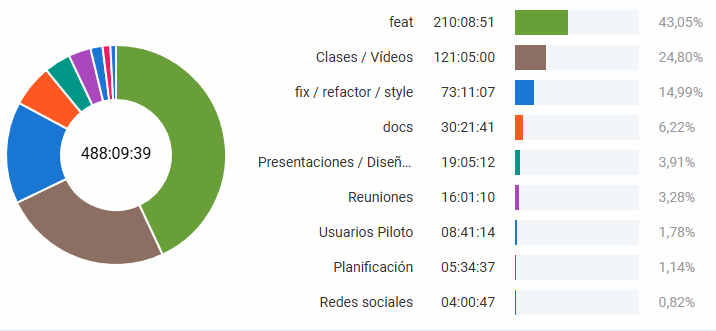 488:09:39
feat 210:08:51 43,05%
Clases / Vídeos 121:05:00 24,80%
fix / refactor / style 73:11:07 14,99%
docs 30:21:41 6,22%
Presentaciones / Diseñ... 19:05:12 3,91%
Reuniones 16:01:10 3,28%
Usuarios Piloto 08:41:14 1,78%
Planificación 05:34:37 1,14%
Redes sociales 04:00:47 0,82%